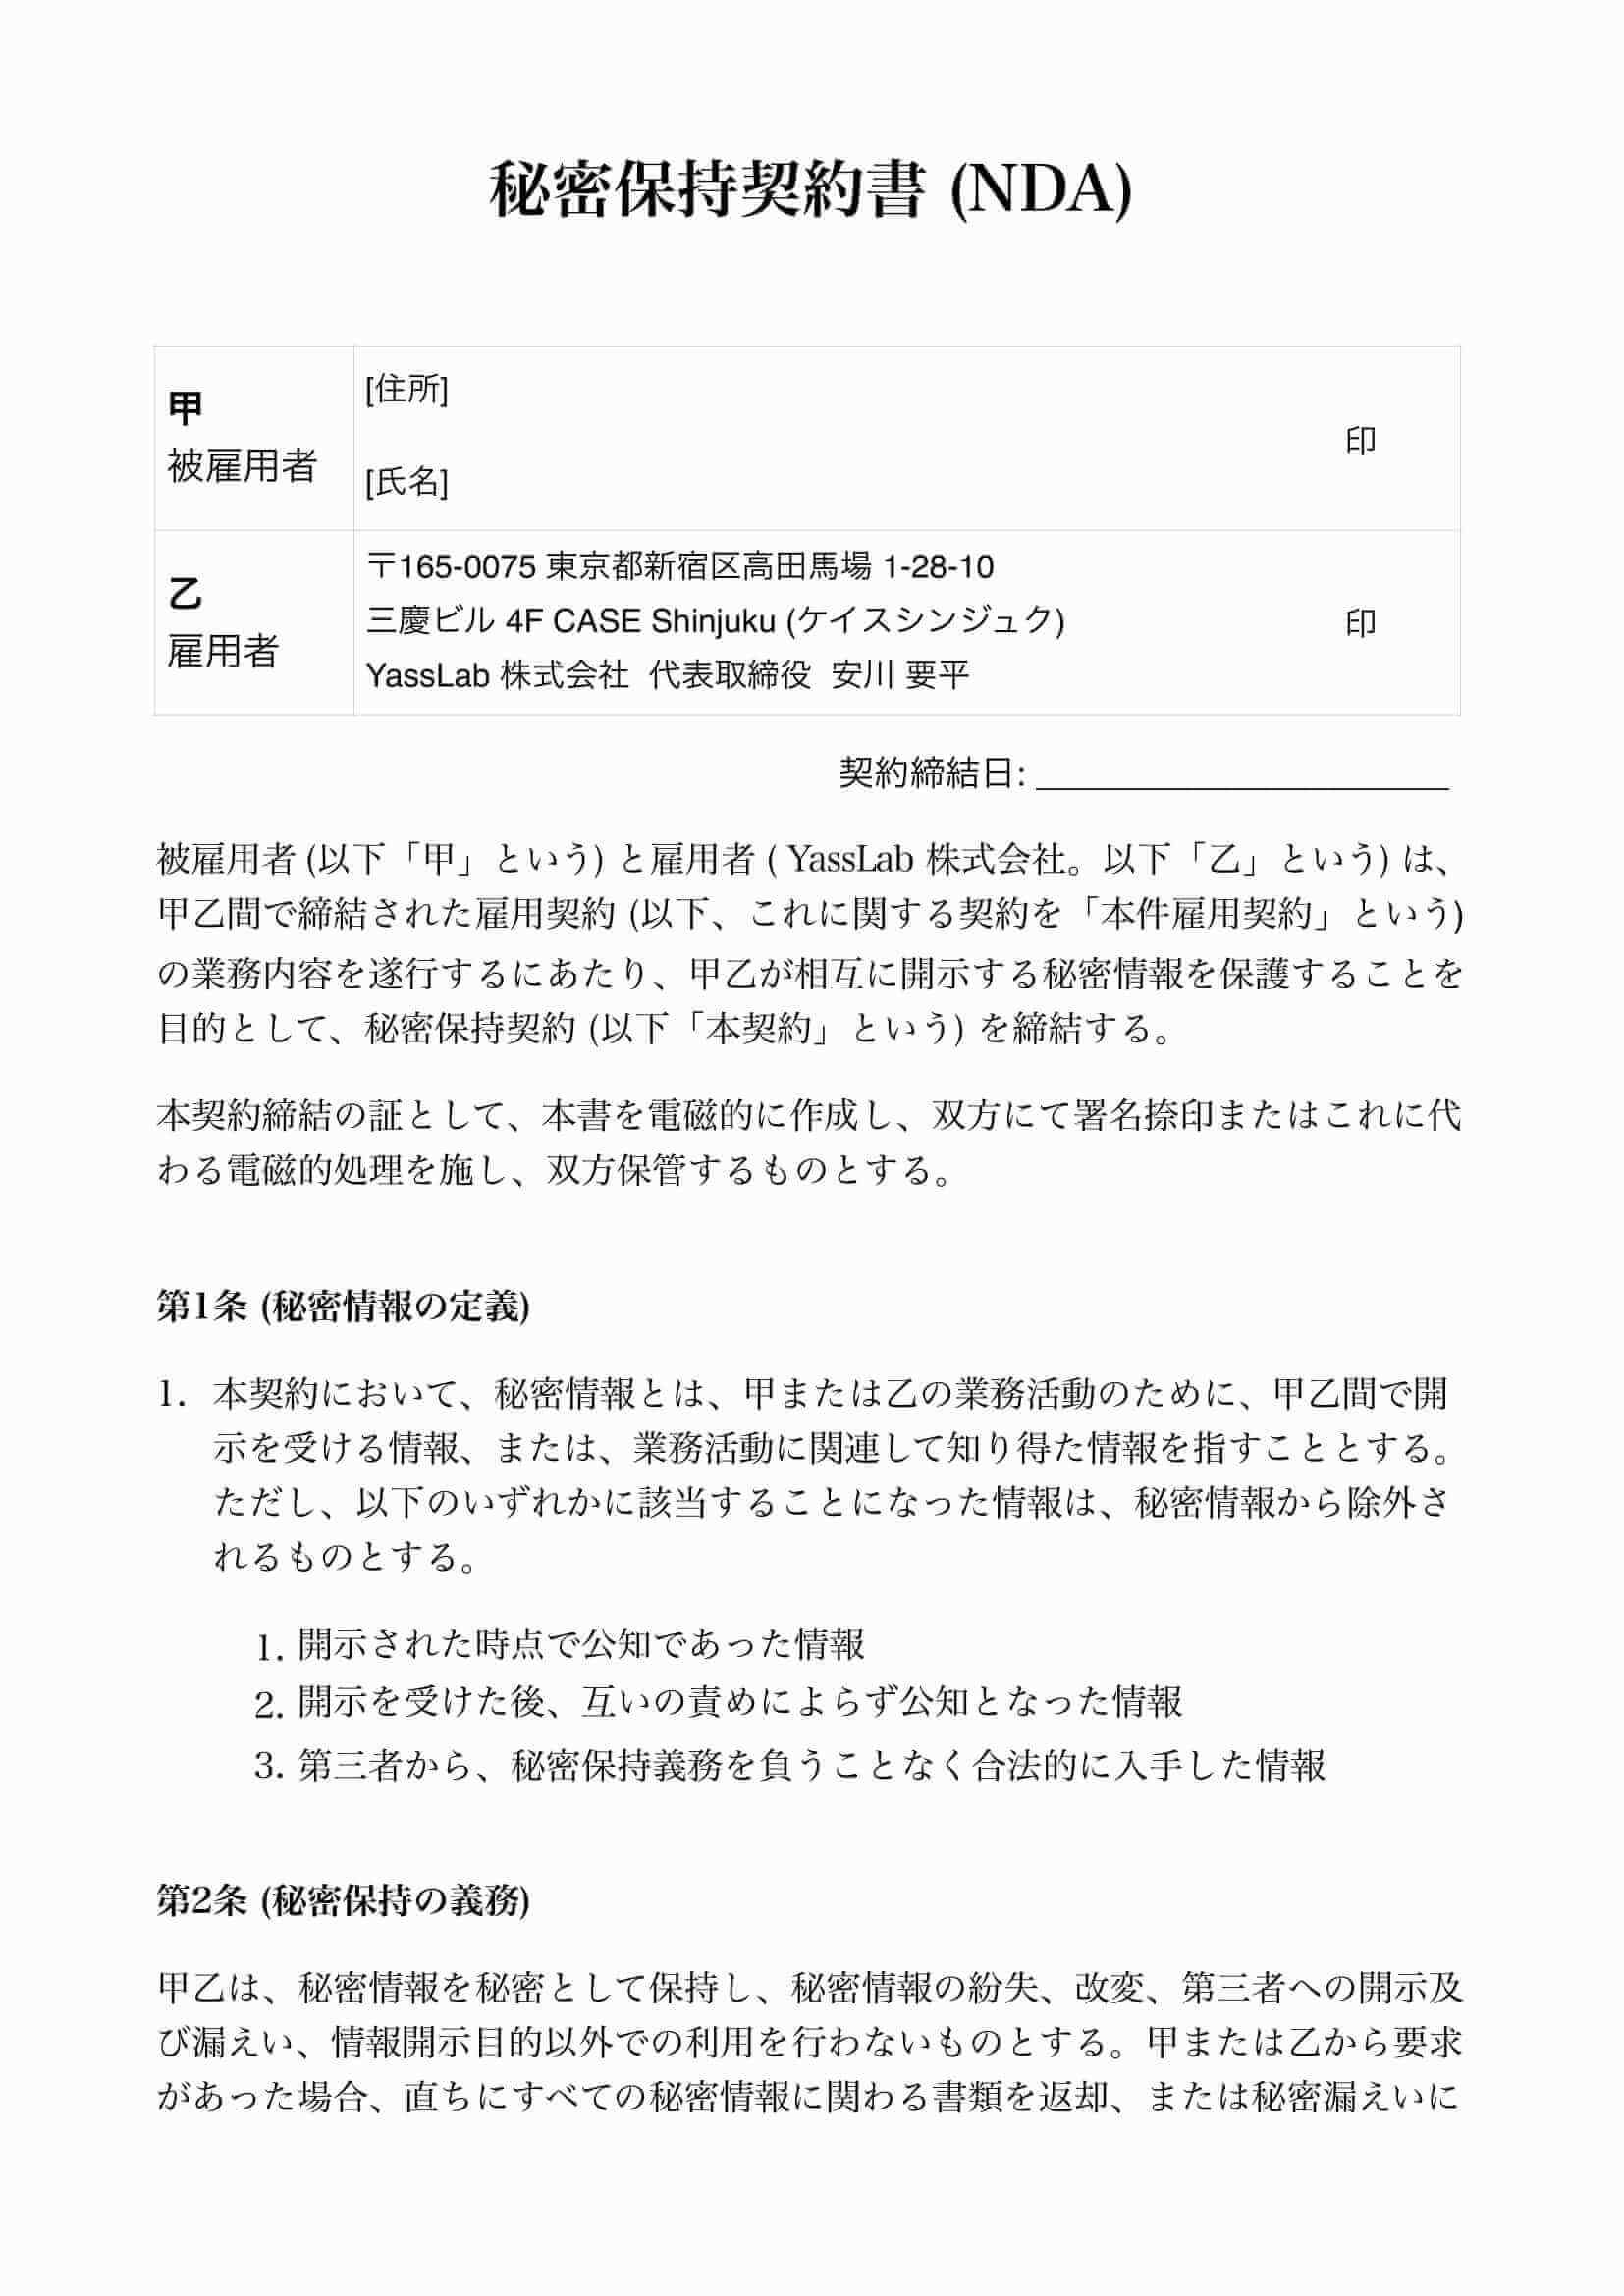 秘密保持契約書 (NDA)
甲
被雇用者
[住所]
[氏名]
印
乙
雇用者
〒165-0075 東京都新宿区高田馬場 1-28-10
三慶ビル 4F CASE Shinjuku (ケイスシンジュク)
YassLab 株式会社 代表取締役 安川 要平
印
契約締結日:
被雇用者 (以下「甲」という) と雇用者 ( YassLab 株式会社。以下「乙」という) は、
甲乙間で締結された雇用契約 (以下、これに関する契約を「本件雇用契約」という)
の業務内容を遂行するにあたり、甲乙が相互に開示する秘密情報を保護することを
目的として、秘密保持契約 (以下「本契約」という) を締結する。
本契約締結の証として、本書を電磁的に作成し、双方にて署名捺印またはこれに代
わる電磁的処理を施し、双方保管するものとする。
第1条 (秘密情報の定義)
1. 本契約において、秘密情報とは、甲または乙の業務活動のために、甲乙間で開
示を受ける情報、または、業務活動に関連して知り得た情報を指すこととする。
ただし、以下のいずれかに該当することになった情報は、秘密情報から除外さ
れるものとする。
1. 開示された時点で公知であった情報
2. 開示を受けた後、互いの責めによらず公知となった情報
3. 第三者から、秘密保持義務を負うことなく合法的に入手した情報
第2条 (秘密保持の義務)
甲乙は、秘密情報を秘密として保持し、秘密情報の紛失、改変、第三者への開示及
び漏えい、情報開示目的以外での利用を行わないものとする。甲または乙から要求
があった場合、直ちにすべての秘密情報に関わる書類を返却、または秘密漏えいに